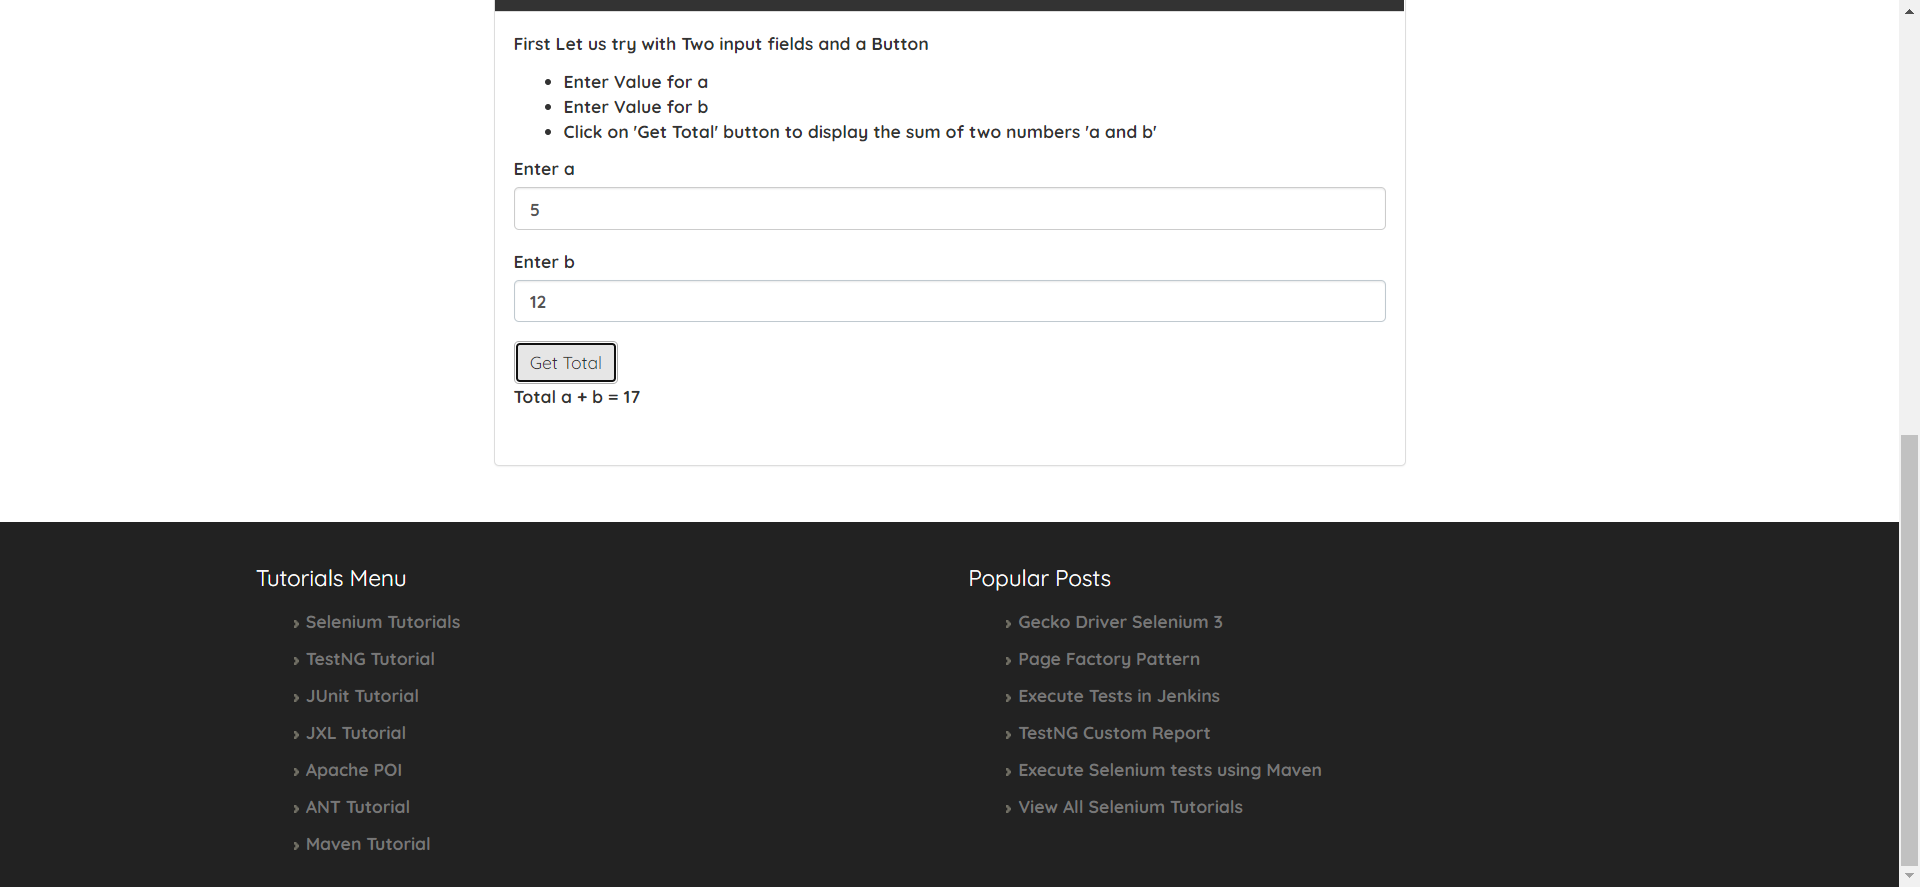 First Let us try with Two input fields and a Button
Enter Value for a
Enter Value for b
Click on 'Get Total' button to display the sum of two numbers 'a and b'
Enter a
5
Enter b
12
Get Total
Total a + b = 17
Tutorials Menu
Selenium Tutorials
TestNG Tutorial
JUnit Tutorial
JXL Tutorial
Apache POI
ANT Tutorial
Maven Tutorial
Popular Posts
Gecko Driver Selenium 3
Page Factory Pattern
Execute Tests in Jenkins
TestNG Custom Report
Execute Selenium tests using Maven
View All Selenium Tutorials